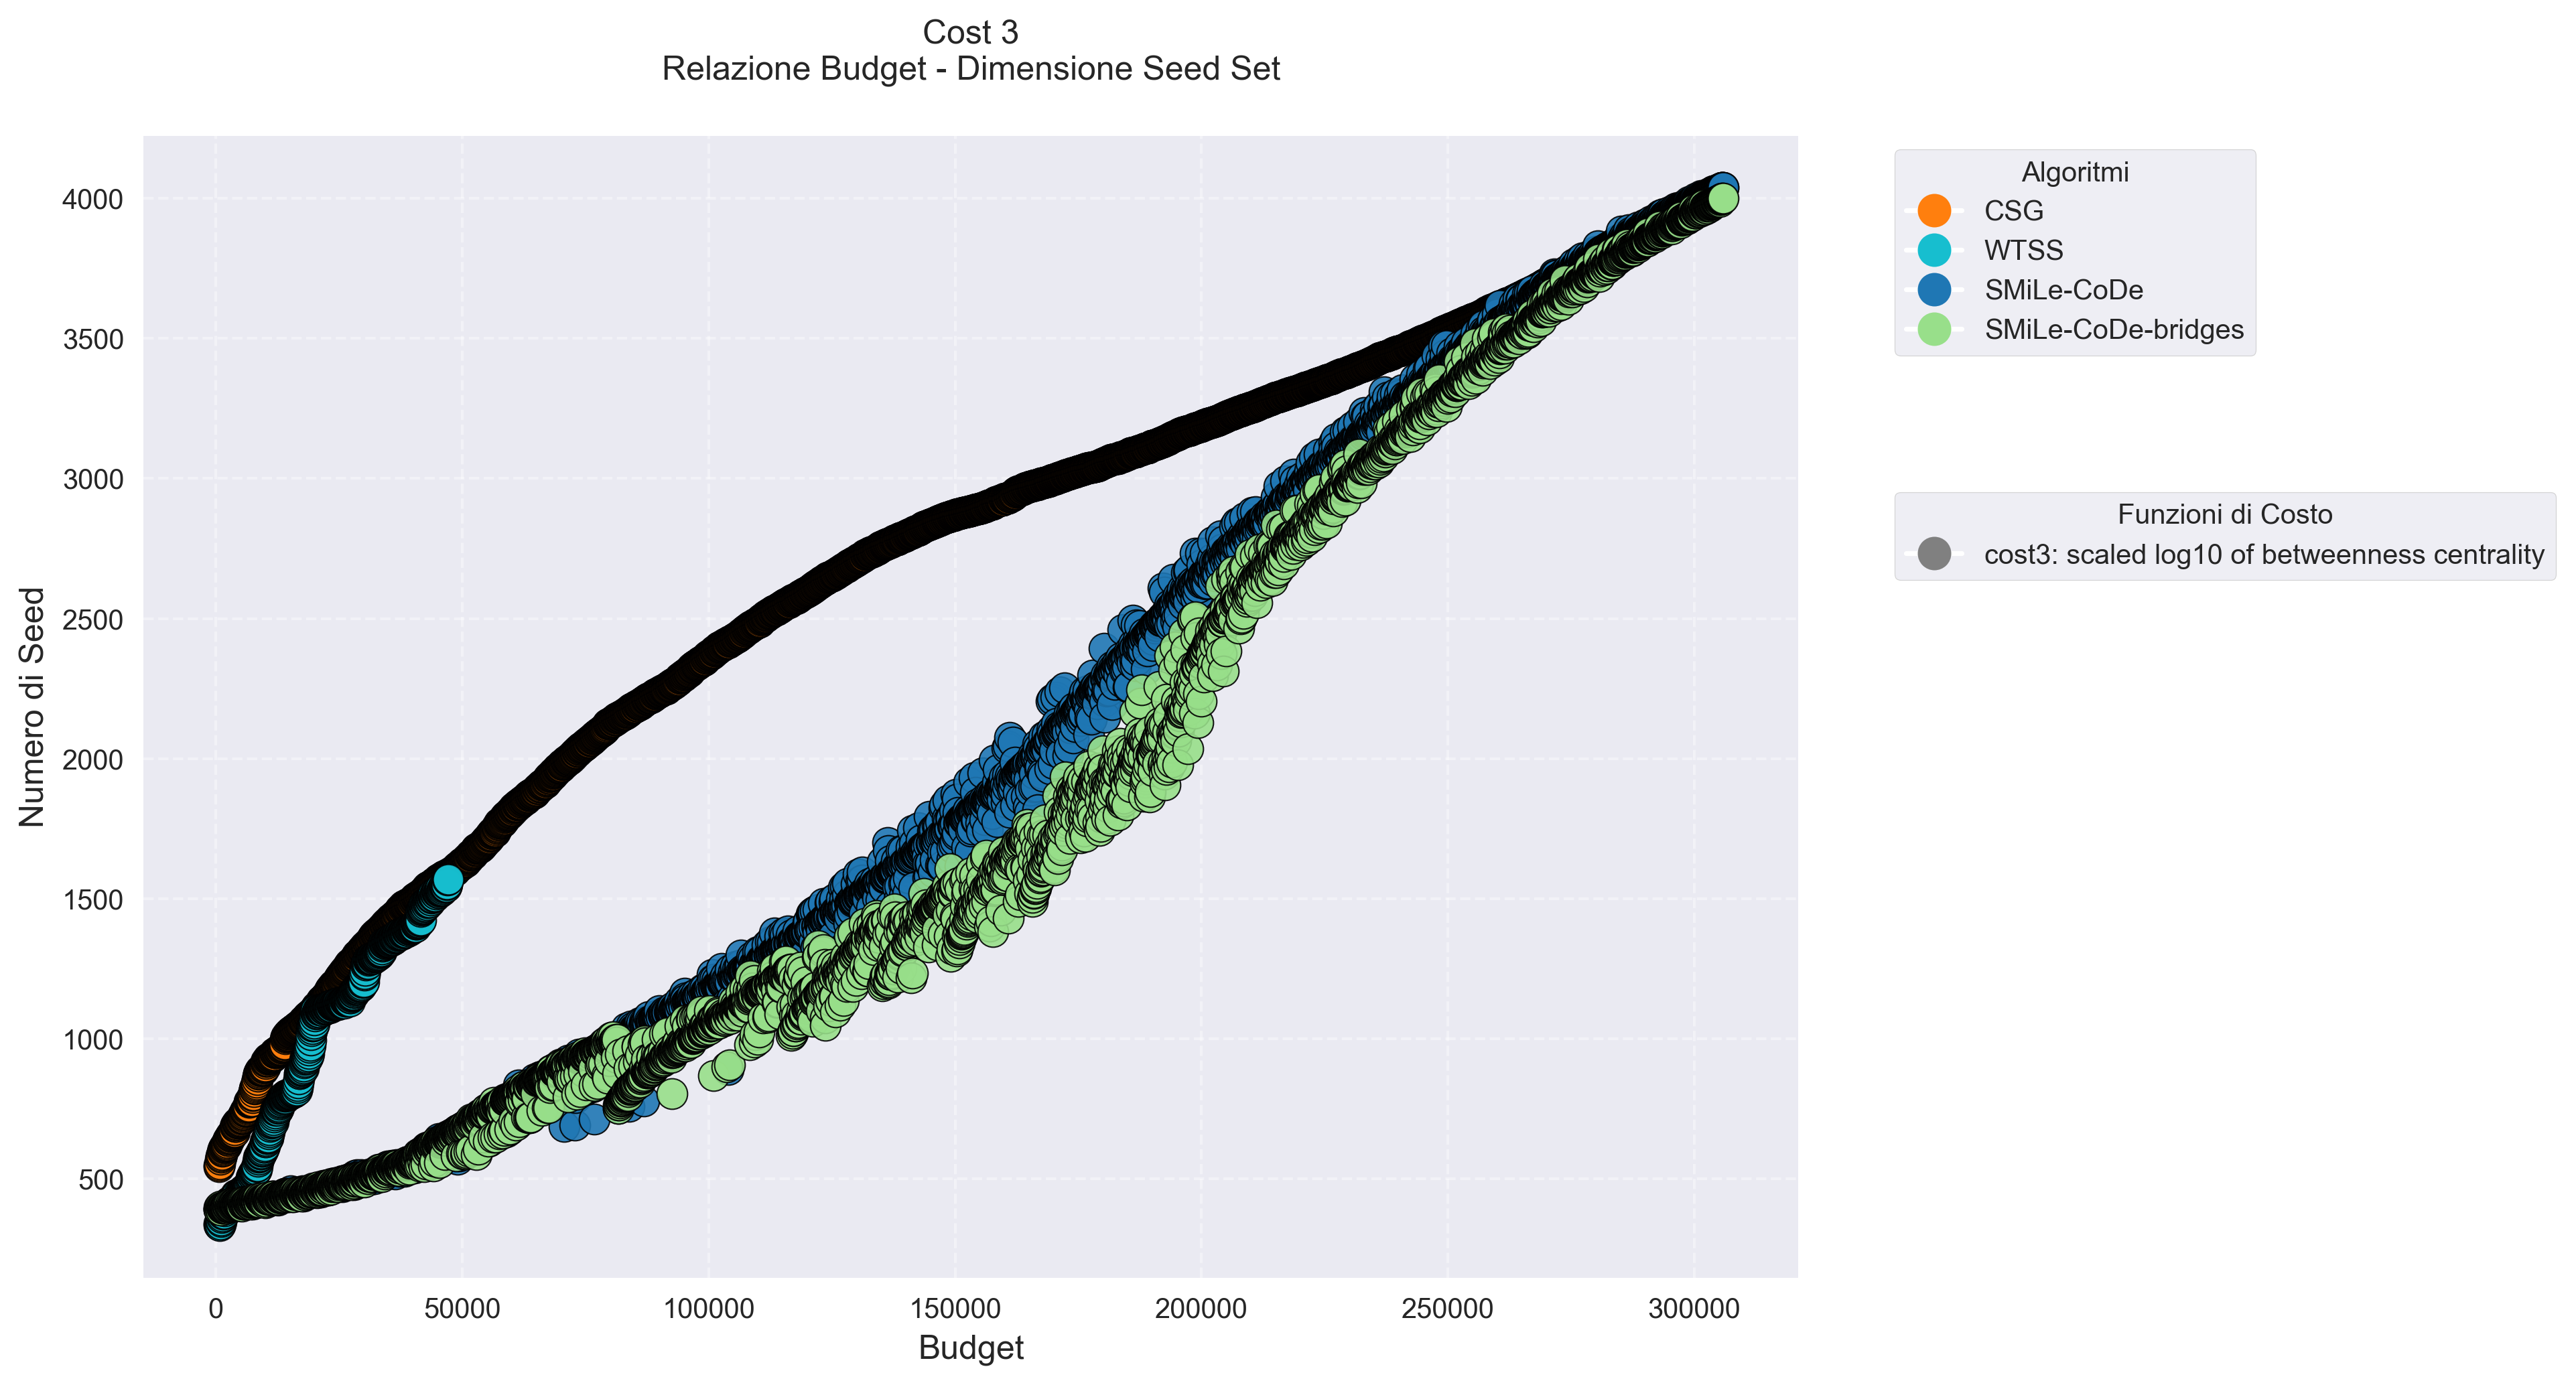 Cost 3
Relazione Budget - Dimensione Seed Set
Numero di Seed
4000
3500
3000
2500
2000
1500
1000
500
0
50000
100000
150000
200000
250000
300000
Budget
Algoritmi
CSG
WTSS
SMiLe-CoDe
SMiLe-CoDe-bridges
Funzioni di Costo
cost3: scaled log10 of betweenness centrality